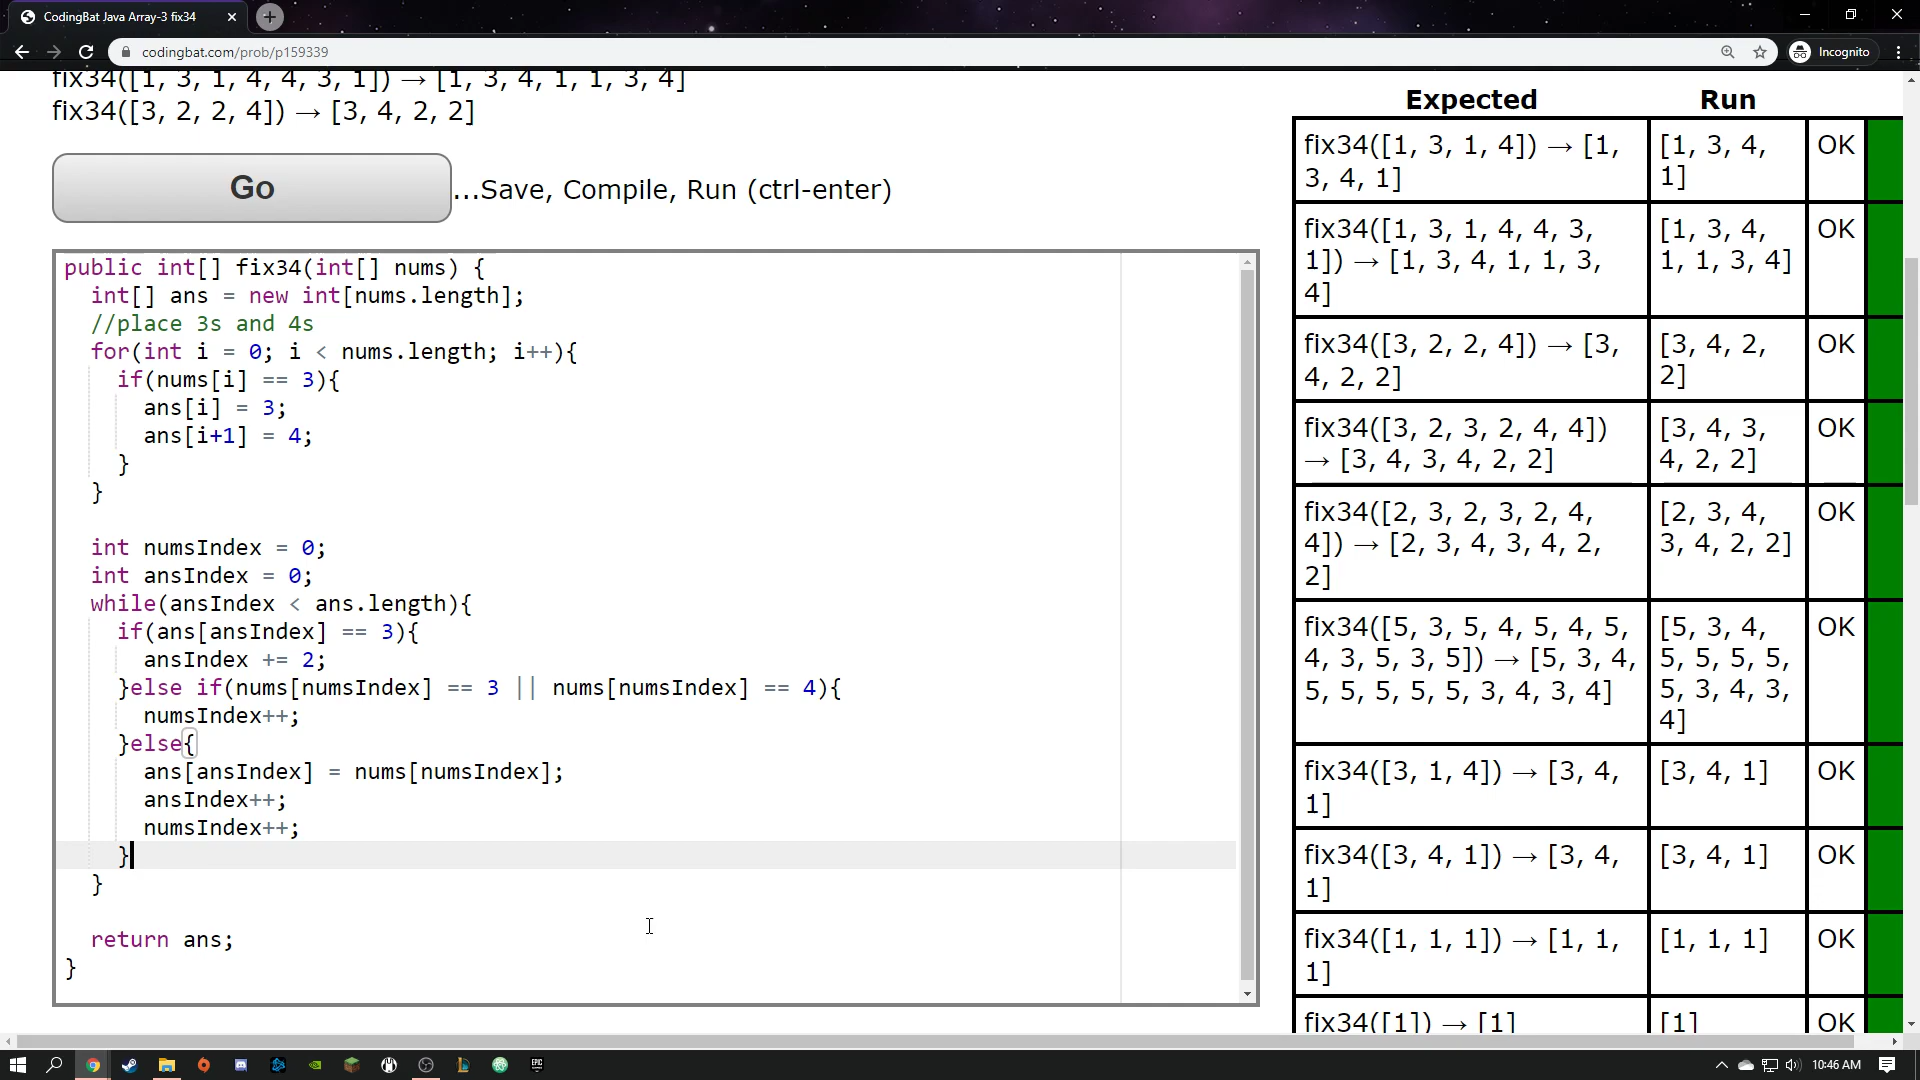 CodingBat Java Array-3 fix34
codingbat.com/prob/p159339
Incognito
fix34([1, 3, 1, 4, 4, 3, 1]) → [1, 3, 4, 1, 1, 3, 4]
fix34([3, 2, 2, 4]) → [3, 4, 2, 2]
Go
...Save, Compile, Run (ctrl-enter)
public int[] fix34(int[] nums) {
int[] ans = new int[nums.length];
//place 3s and 4s
for(int i = 0; i < nums.length; i++){
if(nums[i] == 3){
ans[i] = 3;
ans[i+1] = 4;
}
}
int numsIndex = 0;
int ansIndex = 0;
while(ansIndex < ans.length){
if(ans[ansIndex] == 3){
ansIndex += 2;
}else if(nums[numsIndex] == 3 || nums[numsIndex] == 4){
numsIndex++;
}else{
ans[ansIndex] = nums[numsIndex];
ansIndex++;
numsIndex++;
}
}
return ans;
}
Expected Run
fix34([1, 3, 1, 4]) → [1, [1, 3, 4, OK
3, 4, 1] 1]
fix34([1, 3, 1, 4, 4, 3, [1, 3, 4, OK
1]) → [1, 3, 4, 1, 1, 3, 1, 1, 3, 4]
4]
fix34([3, 2, 2, 4]) → [3, [3, 4, 2, OK
4, 2, 2] 2]
fix34([3, 2, 3, 2, 4, 4]) [3, 4, 3, OK
→ [3, 4, 3, 4, 2, 2] 4, 2, 2]
fix34([2, 3, 2, 3, 2, 4, [2, 3, 4, OK
4]) → [2, 3, 4, 3, 4, 2, 3, 4, 2, 2]
2]
fix34([5, 3, 5, 4, 5, 4, 5, [5, 3, 4, OK
4, 3, 5, 3, 5]) → [5, 3, 4, 5, 5, 5, 5,
5, 5, 5, 5, 5, 3, 4, 3, 4] 5, 3, 4, 3,
4]
fix34([3, 1, 4]) → [3, 4, [3, 4, 1] OK
1]
fix34([3, 4, 1]) → [3, 4, [3, 4, 1] OK
1]
fix34([1, 1, 1]) → [1, 1, [1, 1, 1] OK
1]
fix34([1]) → [1] [1] OK
EPIC
10:46 AM